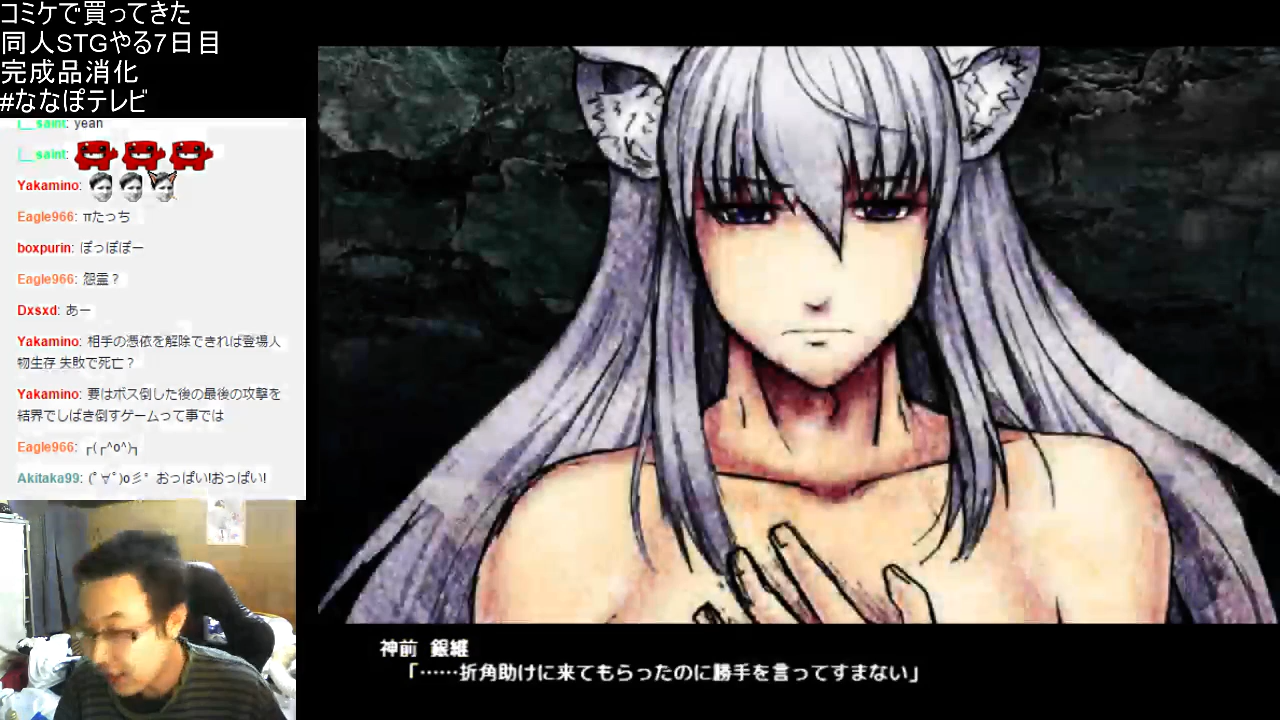 コミケで買ってきた
同人STGやる7日目
完成品消化
#ななぽテレビ
i__saint: yeah
i__saint:
Yakamino:
Eagle966: πたっち
boxpurin: ぽっぽぽー
Eagle966: 怨霊？
Dxsxd: あー
Yakamino: 相手の憑依を解除できれば登場人
物生存 失敗で死亡？
Yakamino: 要はボス倒した後の最後の攻撃を
結界でしばき倒すゲームって事では
Eagle966: ┌(┌^o^)┐
Akitaka99: (ﾟ∀ﾟ)o彡ﾟ おっぱい!おっぱい!
神前 銀継
「……折角助けに来てもらったのに勝手を言ってすまない」